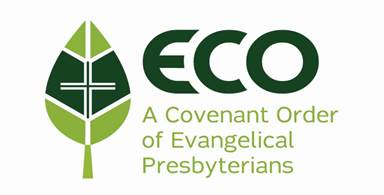 ECO
A Covenant Order
of Evangelical
Presbyterians